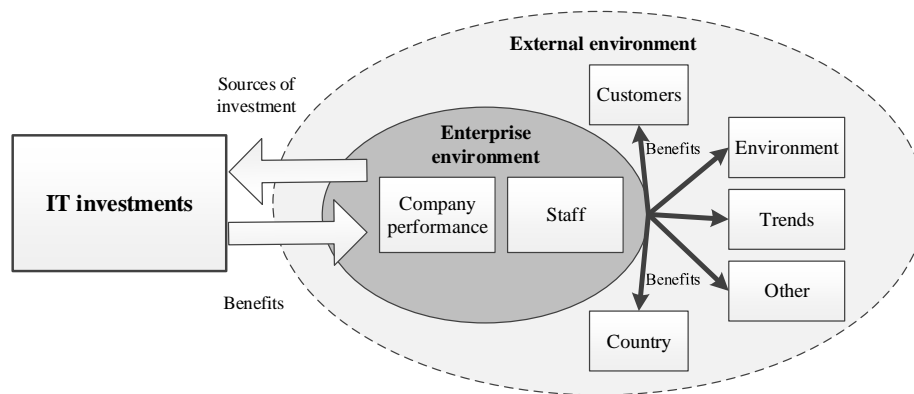 External environment
Sources of
investment
Customers
Enterprise
environment
Benefits
Environment
IT investments
Company
performance
Staff
Trends
Benefits
Other
Benefits
Country